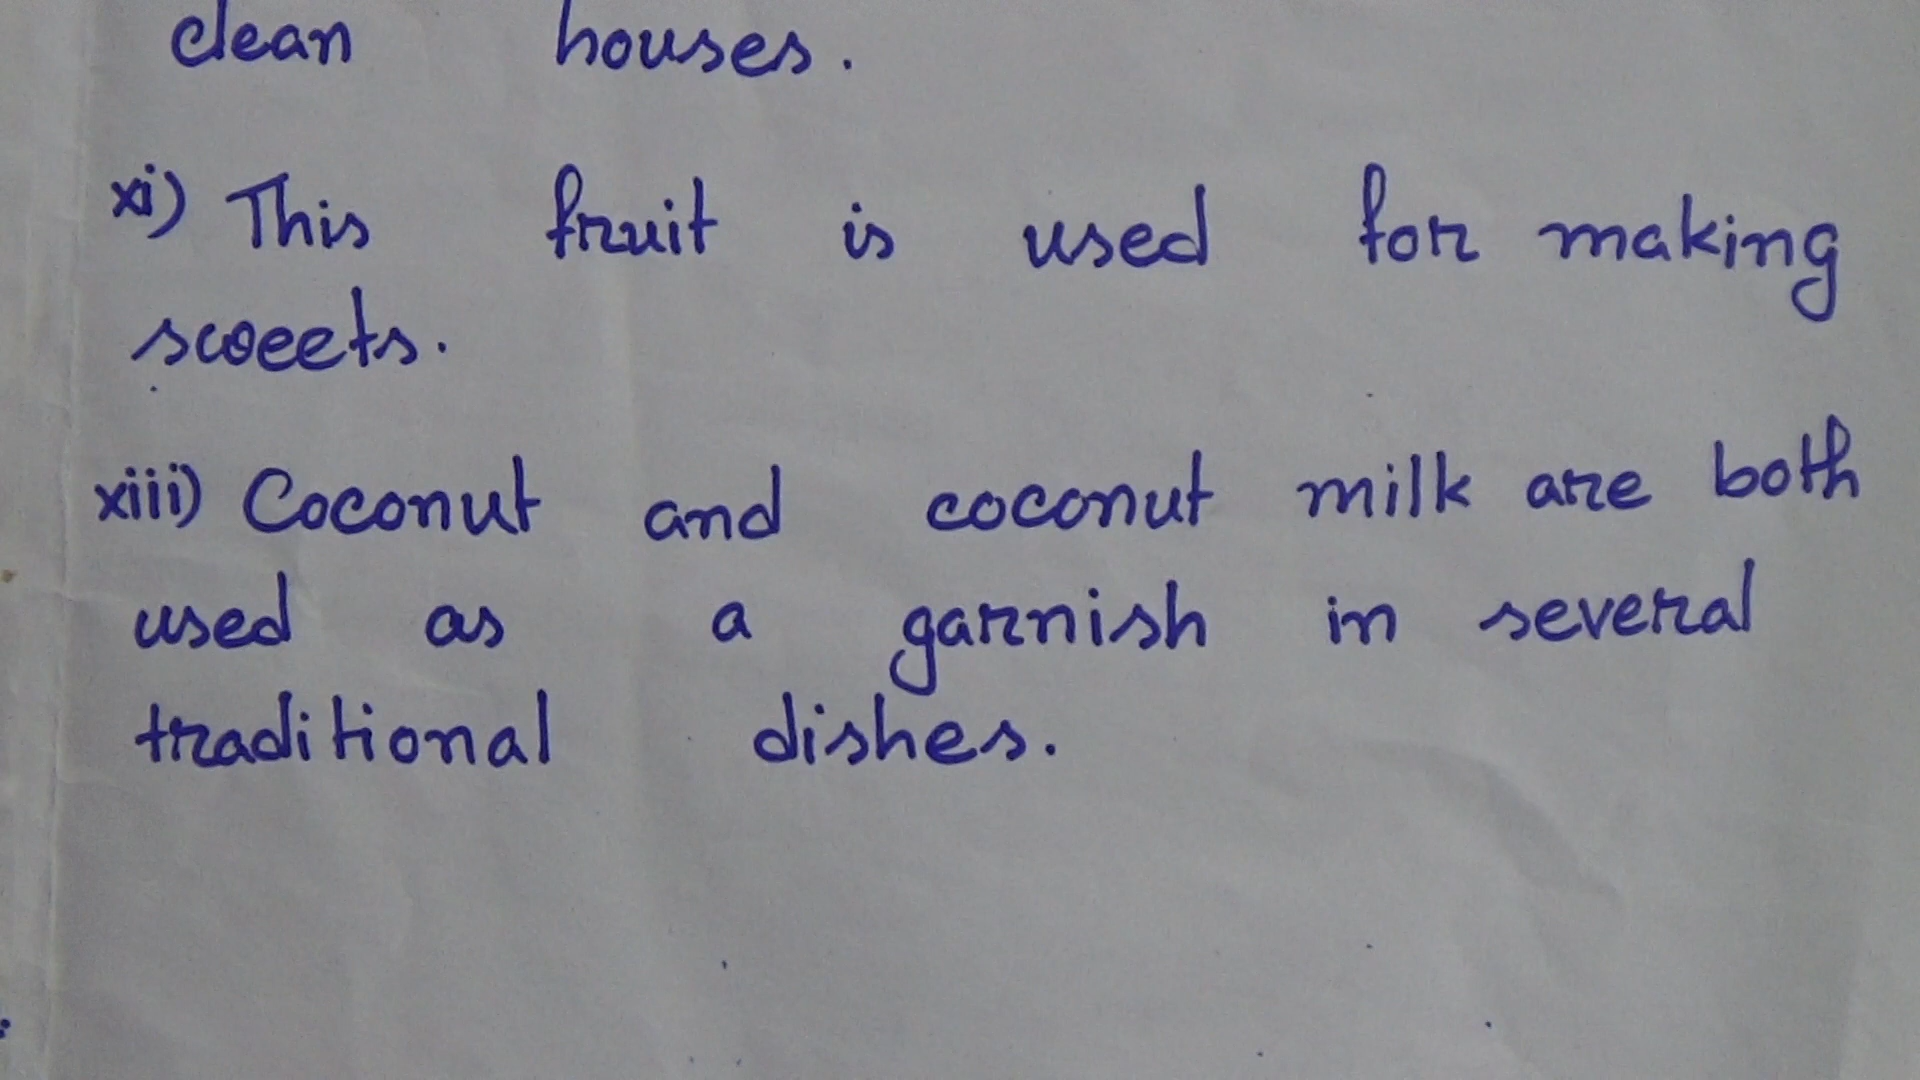 clean houses.
xi) This fruit is used for making
sweets.
xiii) Coconut and coconut milk are both
used as a garnish in several
traditional dishes.